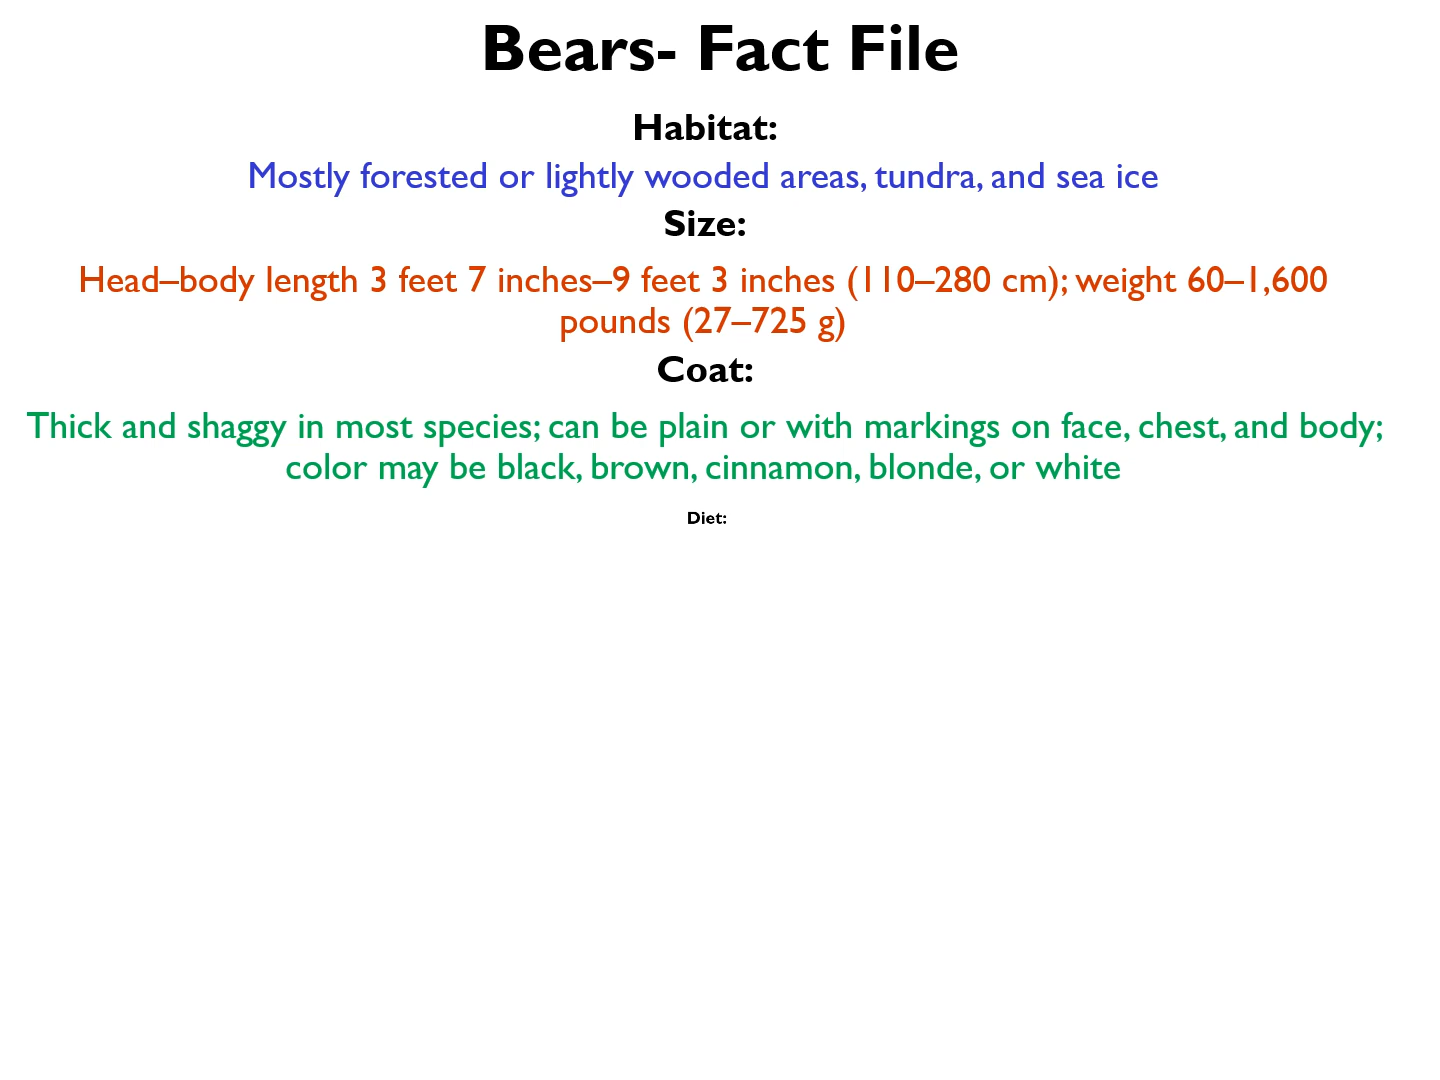 Bears- Fact File
Habitat:
Mostly forested or lightly wooded areas, tundra, and sea ice
Size:
Head–body length 3 feet 7 inches–9 feet 3 inches (110–280 cm); weight 60–1,600
pounds (27–725 g)
Coat:
Thick and shaggy in most species; can be plain or with markings on face, chest, and body;
color may be black, brown, cinnamon, blonde, or white
Diet: